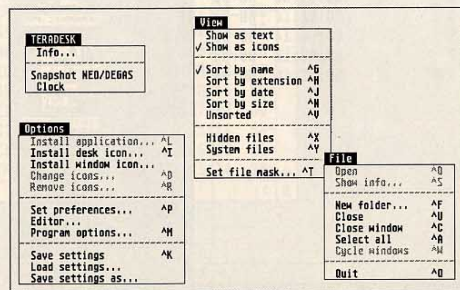 TERADESK
Info...
Snapshot NEO/DEGAS
Clock
View
Show as text
✓ Show as icons
✓ Sort by name ^G
Sort by extension ^H
Sort by date ^J
Sort by size ^N
Unsorted ^V
Hidden files ^X
System files ^Y
Set file mask... ^T
Options
Install application... ^L
Install desk icon... ^I
Install window icon...
Change icons... ^D
Remove icons... ^R
Set preferences... ^P
Editor...
Program options... ^M
Save settings ^K
Load settings...
Save settings as...
File
Open ^O
Show info... ^S
New folder... ^F
Close ^U
Close window ^C
Select all ^A
Cycle windows ^W
Quit ^Q